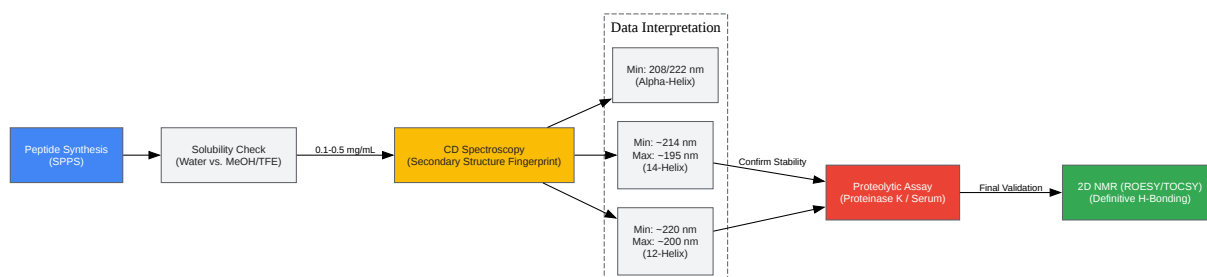 Peptide Synthesis
(SPPS)
Solubility Check
(Water vs. MeOH/TFE)
0.1-0.5 mg/mL
CD Spectroscopy
(Secondary Structure Fingerprint)
Data Interpretation
Min: 208/222 nm
(Alpha-Helix)
Min: ~214 nm
Max: ~195 nm
(14-Helix)
Min: ~220 nm
Max: ~200 nm
(12-Helix)
Confirm Stability
Proteolytic Assay
(Proteinase K / Serum)
Final Validation
2D NMR (ROESY/TOCSY)
(Definitive H-Bonding)